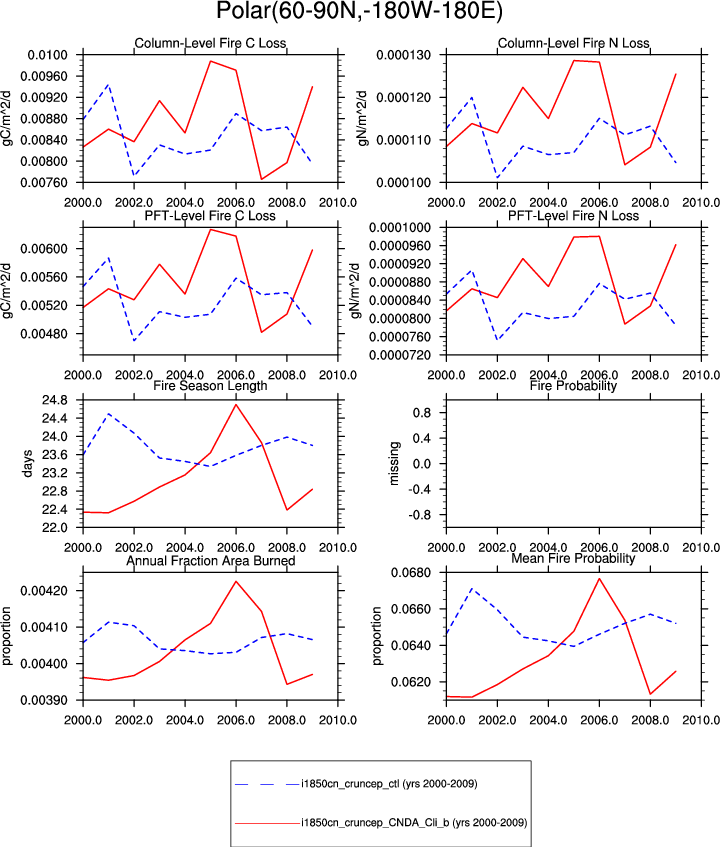 Polar(60-90N,-180W-180E)
Column-Level Fire C Loss
gC/m^2/d
0.0100
0.00960
0.00920
0.00880
0.00840
0.00800
0.00760
2000.0 2002.0 2004.0 2006.0 2008.0 2010.0
Column-Level Fire N Loss
gN/m^2/d
0.000130
0.000120
0.000110
0.000100
2000.0 2002.0 2004.0 2006.0 2008.0 2010.0
PFT-Level Fire C Loss
gC/m^2/d
0.00600
0.00560
0.00520
0.00480
2000.0 2002.0 2004.0 2006.0 2008.0 2010.0
PFT-Level Fire N Loss
gN/m^2/d
0.0001000
0.0000960
0.0000920
0.0000880
0.0000840
0.0000800
0.0000760
0.0000720
2000.0 2002.0 2004.0 2006.0 2008.0 2010.0
Fire Season Length
days
24.8
24.4
24.0
23.6
23.2
22.8
22.4
22.0
2000.0 2002.0 2004.0 2006.0 2008.0 2010.0
Fire Probability
missing
0.8
0.4
0.0
-0.4
-0.8
2000.0 2002.0 2004.0 2006.0 2008.0 2010.0
Annual Fraction Area Burned
proportion
0.00420
0.00410
0.00400
0.00390
2000.0 2002.0 2004.0 2006.0 2008.0 2010.0
Mean Fire Probability
proportion
0.0680
0.0660
0.0640
0.0620
2000.0 2002.0 2004.0 2006.0 2008.0 2010.0
i1850cn_cruncep_ctl (yrs 2000-2009)
i1850cn_cruncep_CNDA_Cli_b (yrs 2000-2009)